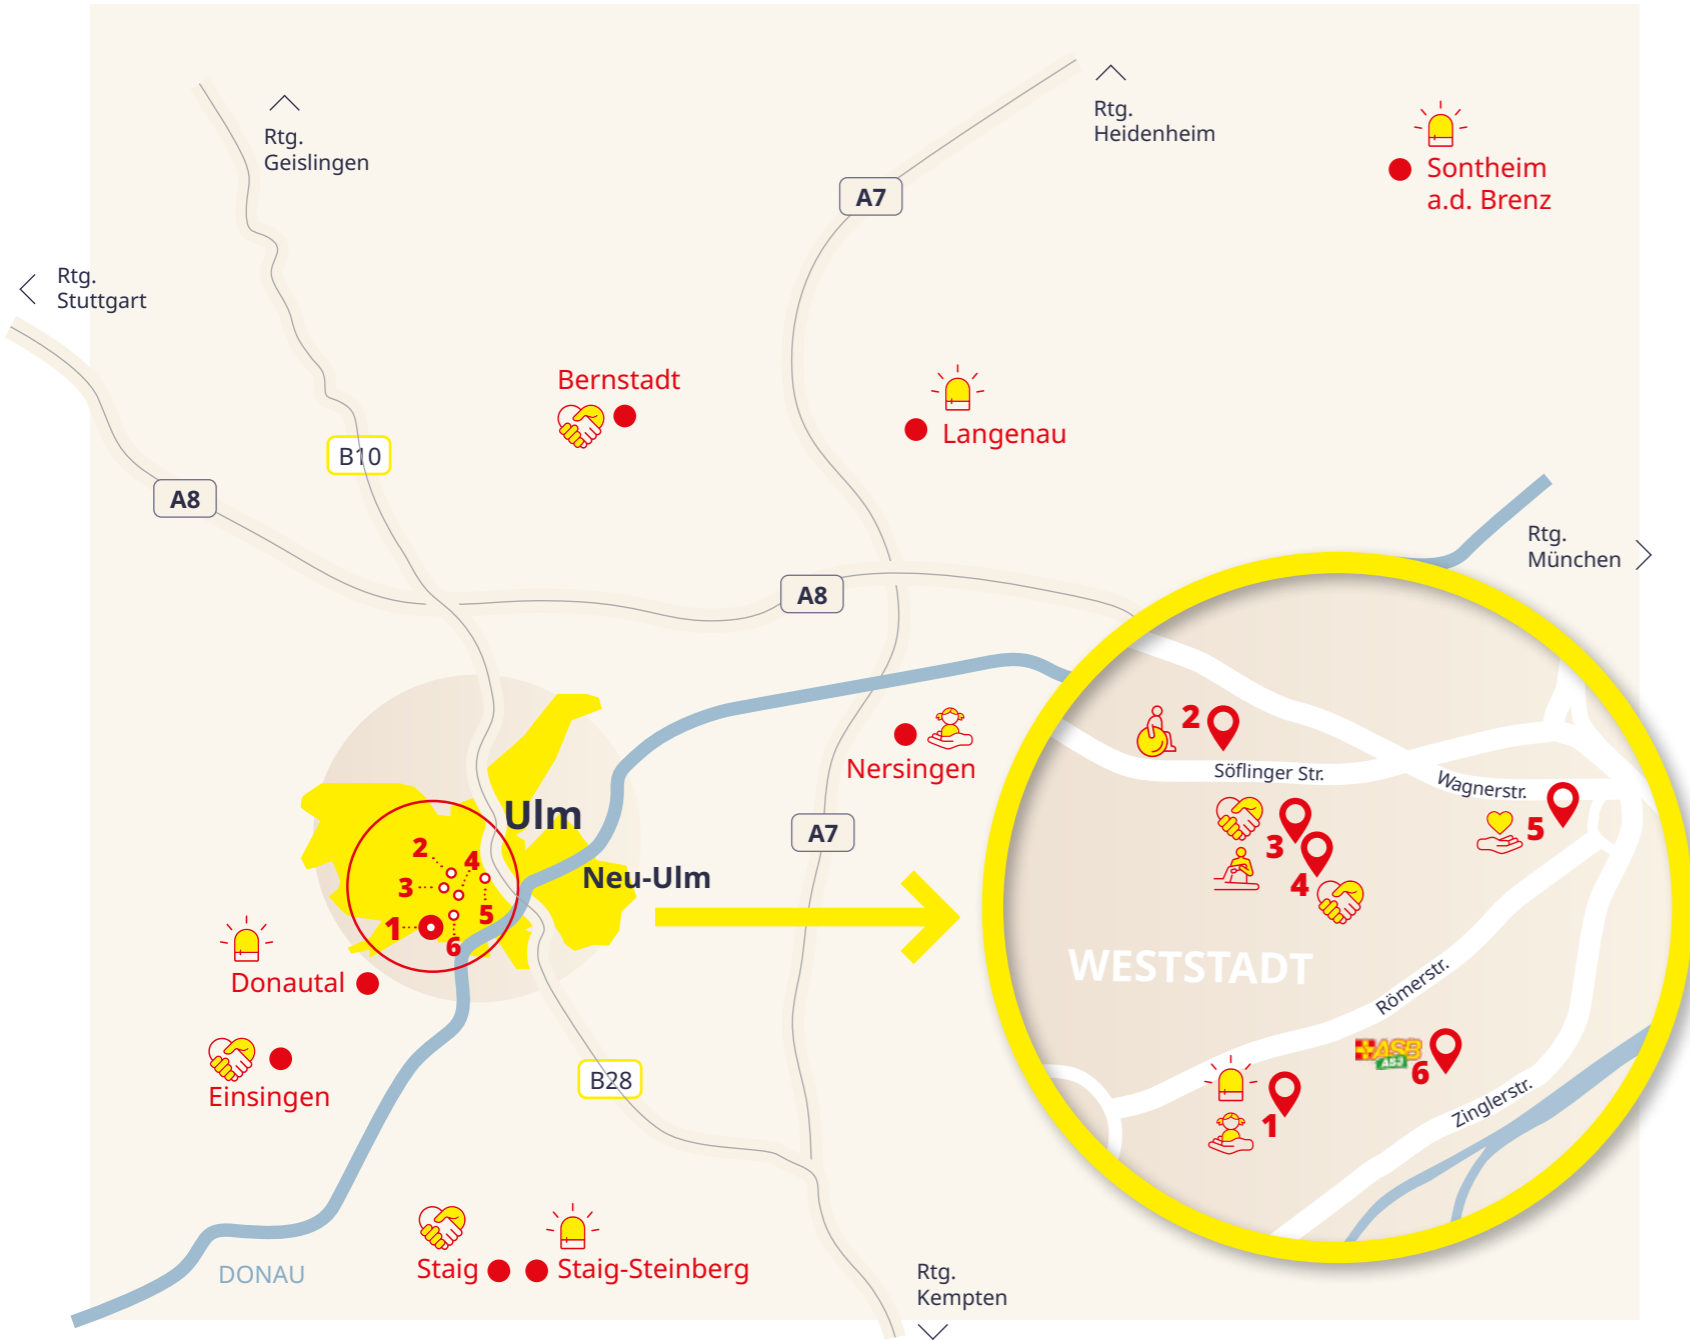 Rtg.
Geislingen
Rtg.
Heidenheim
Sontheim
a.d. Brenz
A7
Rtg.
Stuttgart
Bernstadt
Langenau
B10
A8
Rtg.
München
A8
Nersingen
2
Söflinger Str.
Wagnerstr.
5
3
4
WESTSTADT
Römerstr.
ASB
ASJ
6
Zinglerstr.
1
Ulm
Neu-Ulm
A7
2
4
3
5
1
6
Donautal
Einsingen
B28
Staig
Staig-Steinberg
DONAU
Rtg.
Kempten